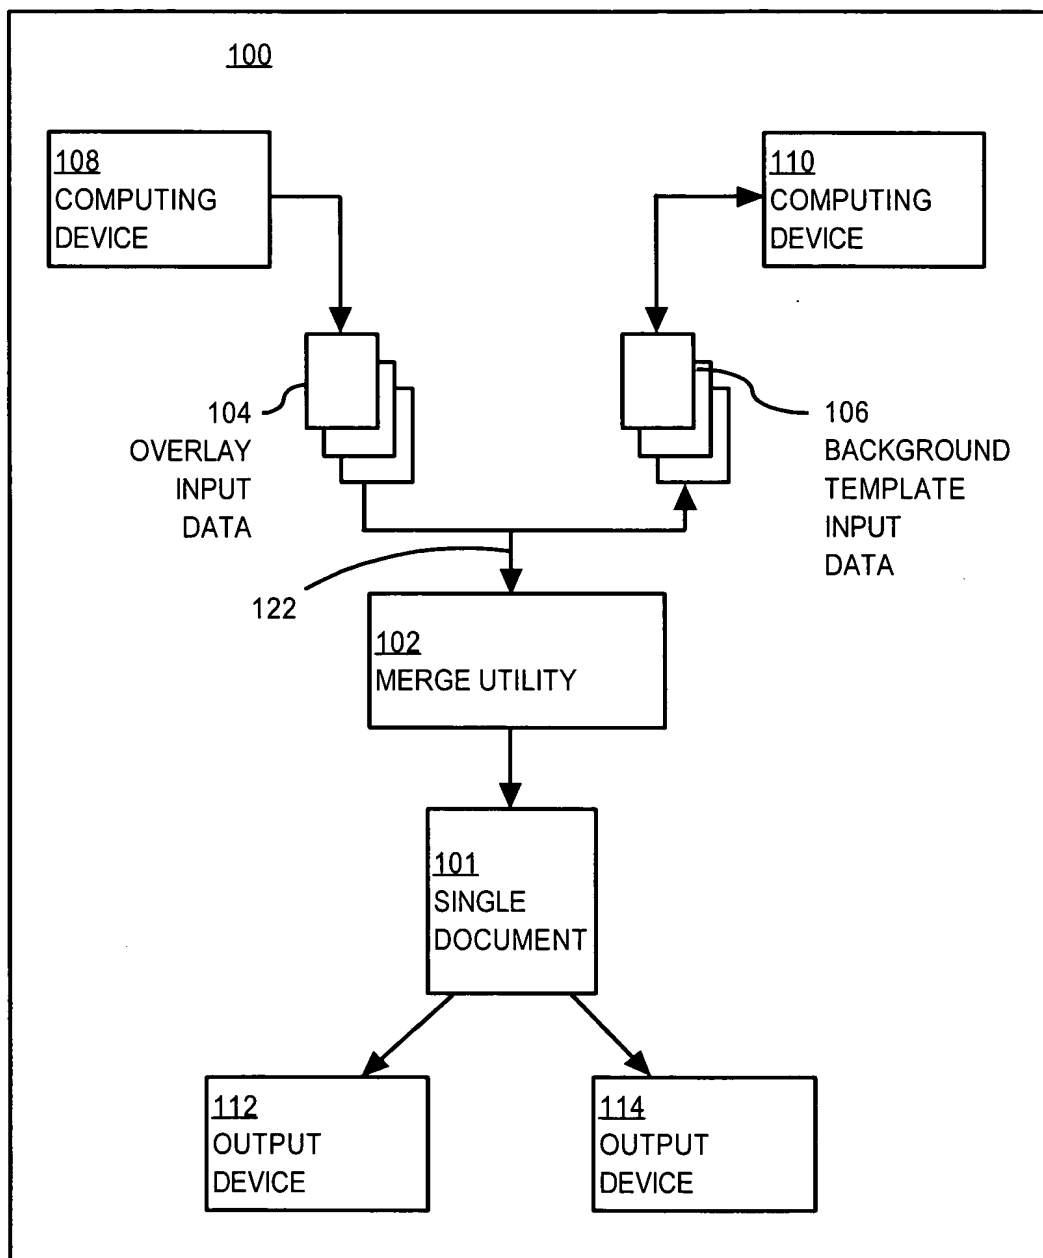 100
108
COMPUTING
DEVICE
110
COMPUTING
DEVICE
104
OVERLAY
INPUT
DATA
106
BACKGROUND
TEMPLATE
INPUT
DATA
122
102
MERGE UTILITY
101
SINGLE
DOCUMENT
112
OUTPUT
DEVICE
114
OUTPUT
DEVICE